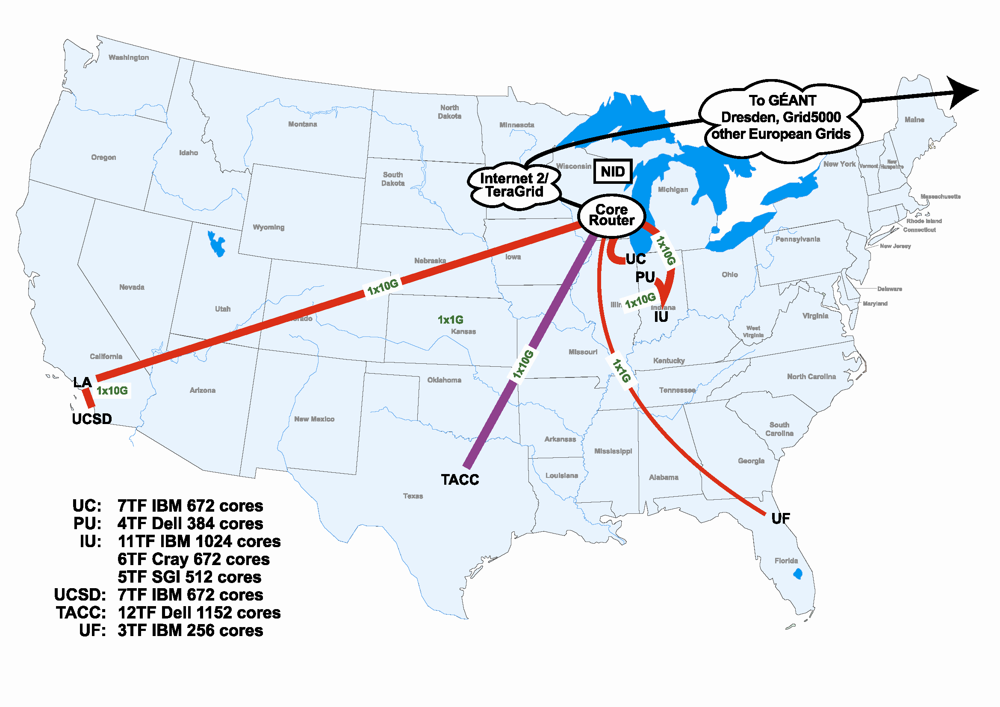 Washington
Montana
North
Dakota
Minnesota
To GÉANT
Dresden, Grid5000
other European Grids
Maine
Oregon
Idaho
South
Dakota
Internet 2/
TeraGrid
Wisconsin
NID
Michigan
New York
Vermont
New
Hampshire
Massachusetts
Core
Router
Rhode Island
Connecticut
Wyoming
Pennsylvania
New Jersey
1x10G
Nebraska
Iowa
UC
PU
Ohio
Nevada
1x10G
Delaware
Utah
orado
Illin
1x10G
Indiana
IU
Maryland
Virginia
1x1G
Kansas
West
Virginia
California
Missouri
1x10G
1x1G
Kentucky
North Carolina
LA
1x10G
Arizona
Oklahoma
Tennessee
UCSD
New Mexico
South
Carolina
Arkansas
Mississippi
Georgia
TACC
Louisiana
Alabama
Texas
UF
Florida
UC: 7TF IBM 672 cores
PU: 4TF Dell 384 cores
IU: 11TF IBM 1024 cores
6TF Cray 672 cores
5TF SGI 512 cores
UCSD: 7TF IBM 672 cores
TACC: 12TF Dell 1152 cores
UF: 3TF IBM 256 cores